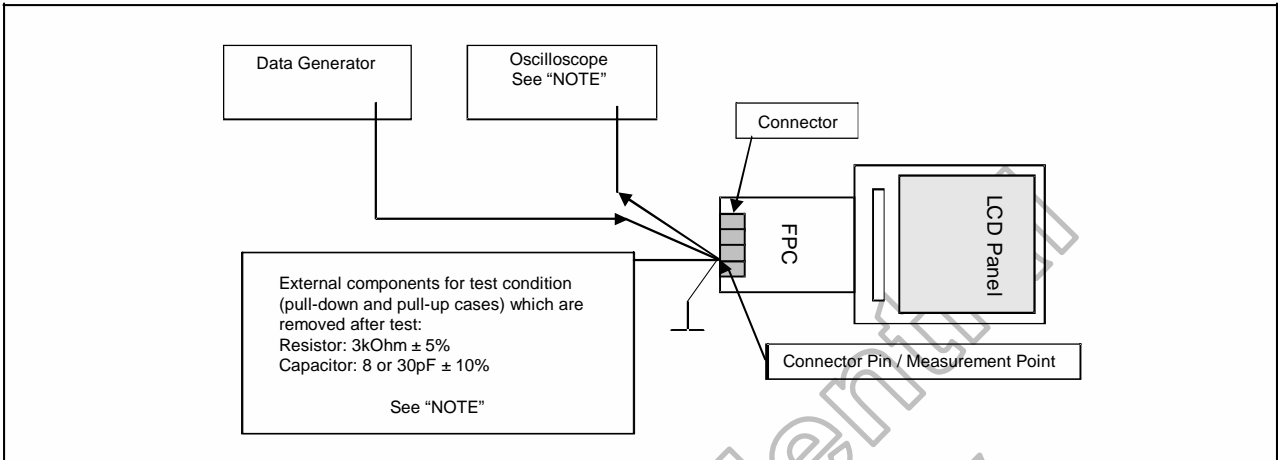 Data Generator
Oscilloscope
See “NOTE”
Connector
FPC
LCD Panel
External components for test condition
(pull-down and pull-up cases) which are
removed after test:
Resistor: 3kOhm ± 5%
Capacitor: 8 or 30pF ± 10%
See “NOTE”
Connector Pin / Measurement Point